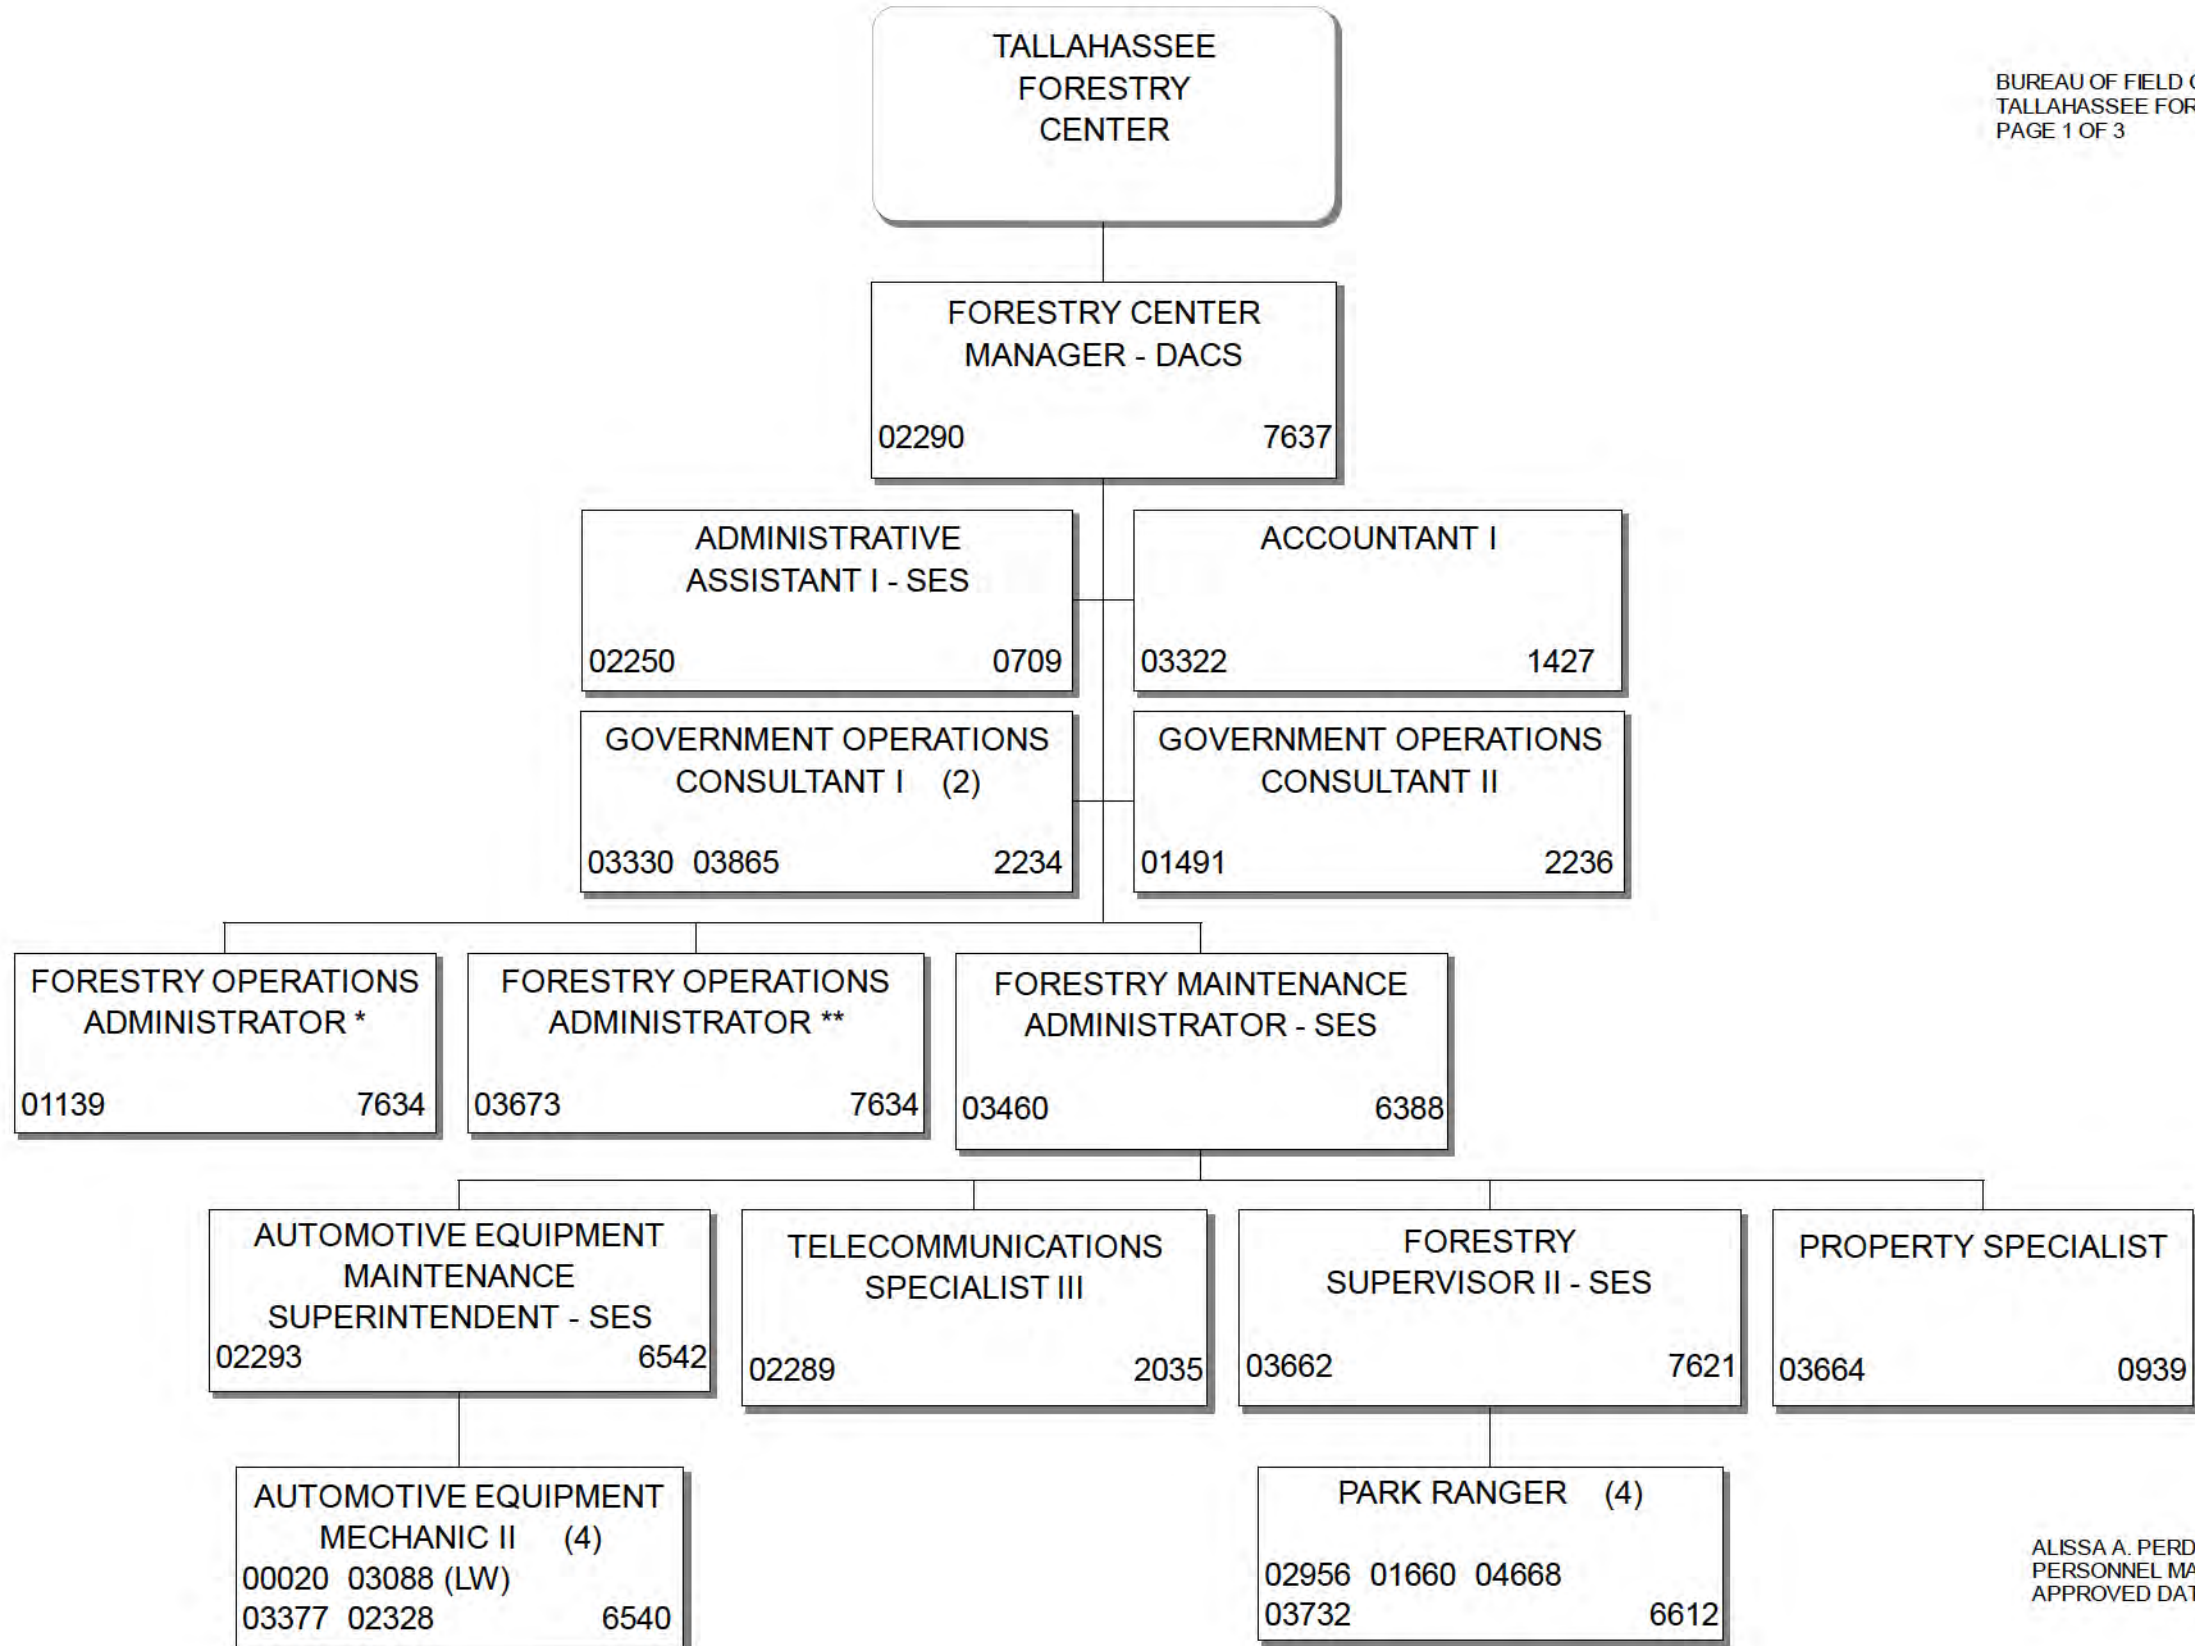 TALLAHASSEE
FORESTRY
CENTER
BUREAU OF FIELD
TALLAHASSEE FOR
PAGE 1 OF 3
FORESTRY CENTER
MANAGER - DACS
02290 7637
ADMINISTRATIVE
ASSISTANT I - SES
02250 0709
ACCOUNTANT I
03322 1427
GOVERNMENT OPERATIONS
CONSULTANT I (2)
03330 03865 2234
GOVERNMENT OPERATIONS
CONSULTANT II
01491 2236
FORESTRY OPERATIONS
ADMINISTRATOR *
01139 7634
FORESTRY OPERATIONS
ADMINISTRATOR **
03673 7634
FORESTRY MAINTENANCE
ADMINISTRATOR - SES
03460 6388
AUTOMOTIVE EQUIPMENT
MAINTENANCE
SUPERINTENDENT - SES
02293 6542
TELECOMMUNICATIONS
SPECIALIST III
02289 2035
FORESTRY
SUPERVISOR II - SES
03662 7621
PROPERTY SPECIALIST
03664 0939
AUTOMOTIVE EQUIPMENT
MECHANIC II (4)
00020 03088 (LW)
03377 02328 6540
PARK RANGER (4)
02956 01660 04668
03732 6612
ALISSA A. PERD
PERSONNEL MA
APPROVED DAT